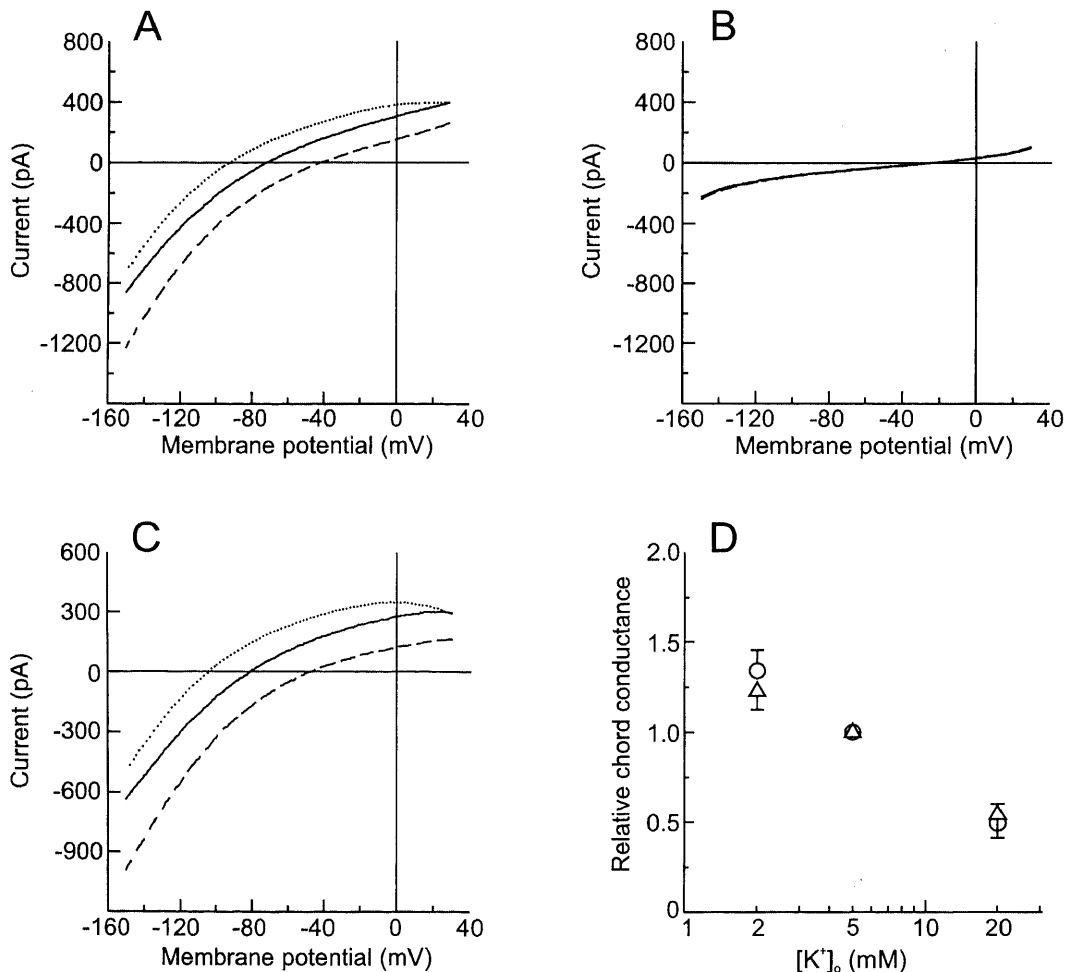 A
800
400
0
-400
-800
-1200
Current (pA)
-160 -120 -80 -40 0 40
Membrane potential (mV)
B
800
400
0
-400
-800
-1200
Current (pA)
-160 -120 -80 -40 0 40
Membrane potential (mV)
C
600
300
0
-300
-600
-900
Current (pA)
-160 -120 -80 -40 0 40
Membrane potential (mV)
D
2.0
1.5
1.0
0.5
0
Relative chord conductance
1 2 5 10 20
[K⁺]ₒ (mM)